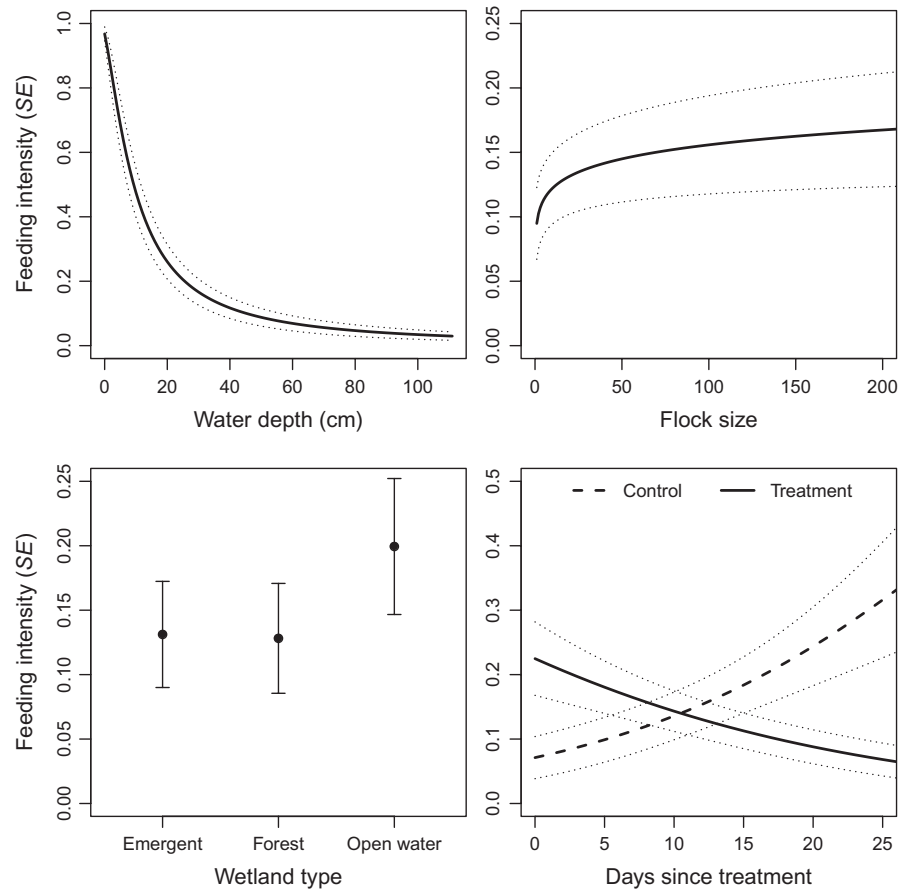 Feeding intensity (SE)
1.0
0.8
0.6
0.4
0.2
0.0
0 20 40 60 80 100
Water depth (cm)
0.25
0.20
0.15
0.10
0.05
0.00
0 50 100 150 200
Flock size
Feeding intensity (SE)
0.25
0.20
0.15
0.10
0.05
0.00
Emergent Forest Open water
Wetland type
Control Treatment
0.5
0.4
0.3
0.2
0.1
0.0
0 5 10 15 20 25
Days since treatment